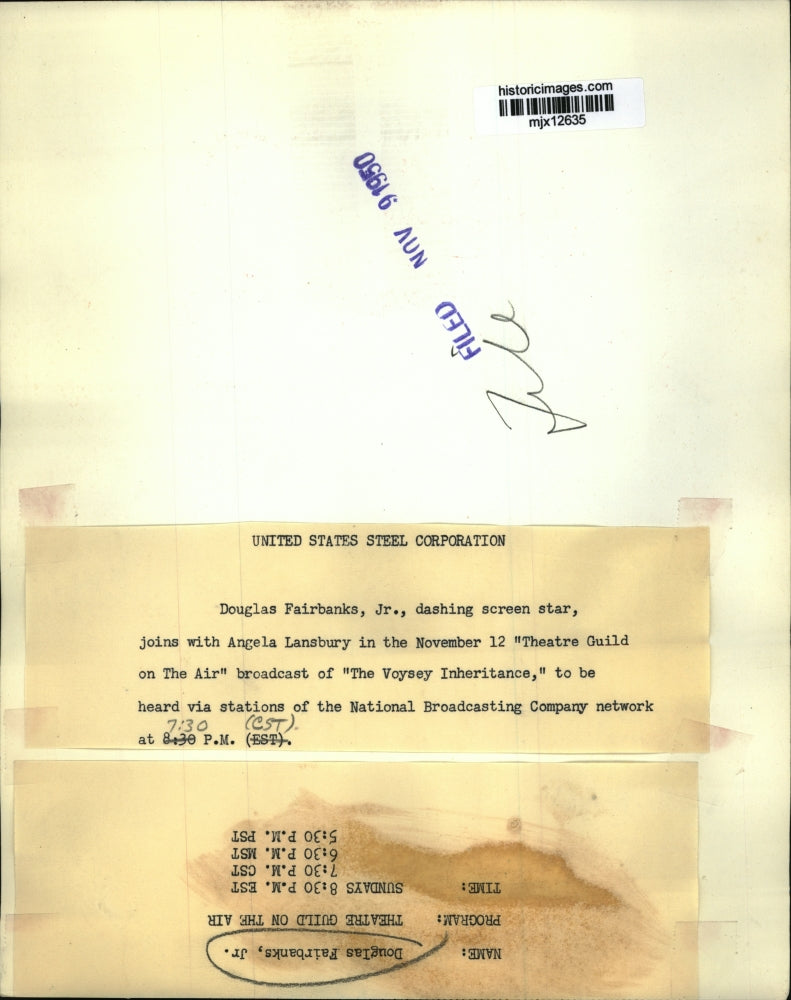 historicimages.com
mjx12635
FILED NOV 9 1950
File
UNITED STATES STEEL CORPORATION
Douglas Fairbanks, Jr., dashing screen star,
joins with Angela Lansbury in the November 12 "Theatre Guild
on The Air" broadcast of "The Voysey Inheritance," to be
heard via stations of the National Broadcasting Company network
7:30 (CST).
at 8:30 P.M. (EST).
NAME: Douglas Fairbanks, Jr.
PROGRAM: THEATRE GUILD ON THE AIR
TIME: SUNDAYS 8:30 P.M. EST
7:30 P.M. CST
6:30 P.M. MST
5:30 P.M. PST